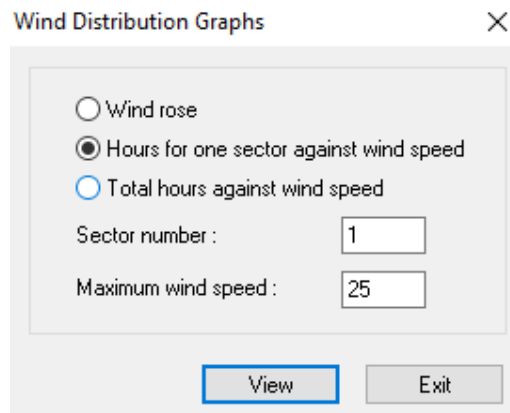 Wind Distribution Graphs
Wind rose
Hours for one sector against wind speed
Total hours against wind speed
Sector number : 1
Maximum wind speed : 25
View Exit